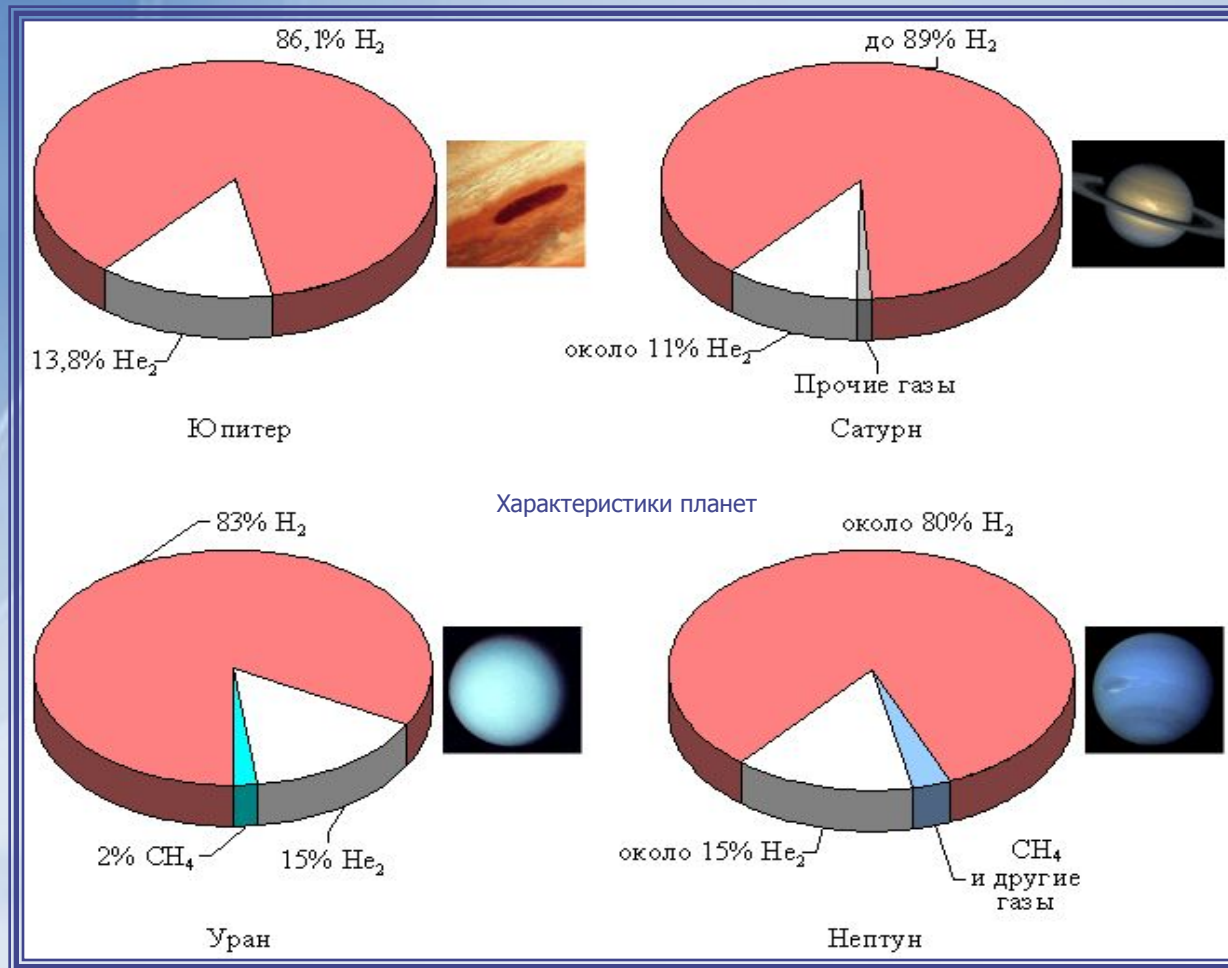 86,1% H₂
до 89% H₂
13,8% He₂
около 11% He₂
Прочие газы
Юпитер
Сатурн
Характеристики планет
83% H₂
около 80% H₂
2% CH₄
15% He₂
около 15% He₂
CH₄
и другие
газы
Уран
Нептун